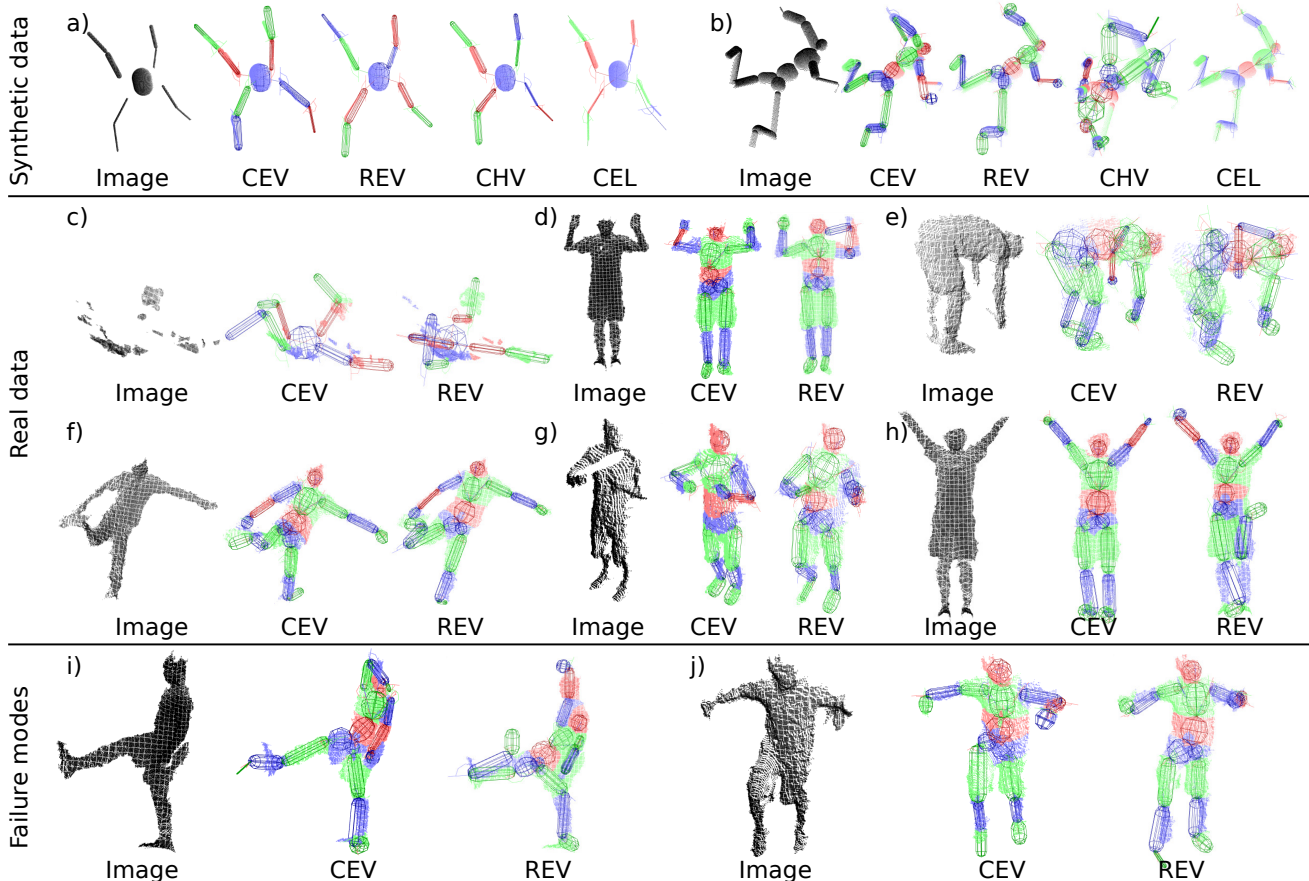 Synthetic data
a)
Image CEV REV CHV CEL
b)
Image CEV REV CHV CEL
Real data
c)
Image CEV REV
d)
Image CEV REV
e)
Image CEV REV
f)
Image CEV REV
g)
Image CEV REV
h)
Image CEV REV
Failure modes
i)
Image CEV REV
j)
Image CEV REV